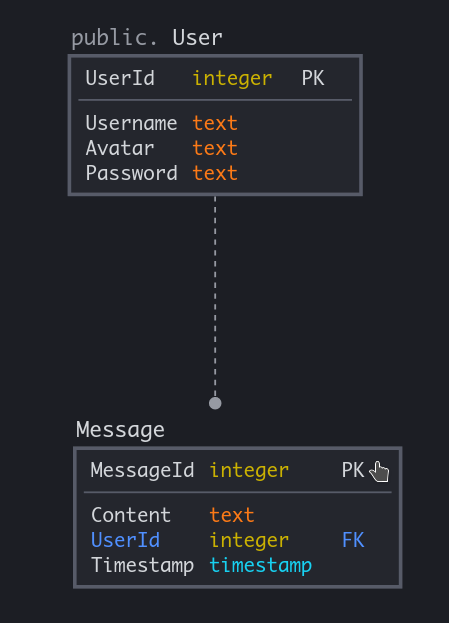 public. User
UserId integer PK
Username text
Avatar text
Password text
Message
MessageId integer PK
Content text
UserId integer FK
Timestamp timestamp